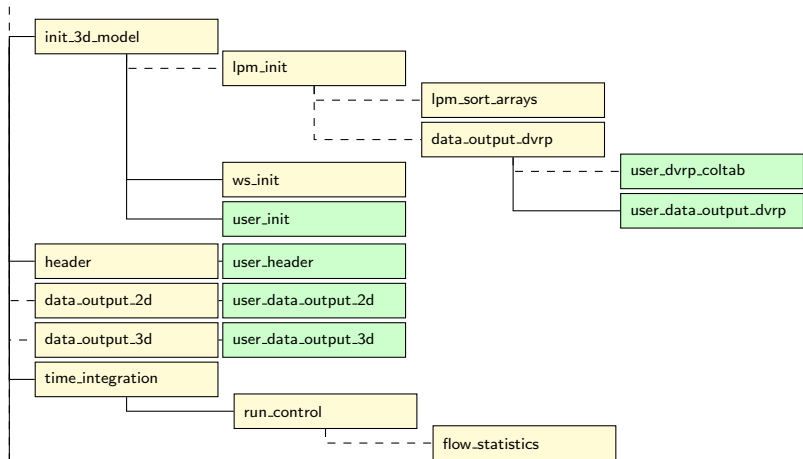 init_3d_model
lpm_init
lpm_sort_arrays
data_output_dvrp
user_dvrp_coltab
ws_init
user_data_output_dvrp
user_init
header
user_header
data_output_2d
user_data_output_2d
data_output_3d
user_data_output_3d
time_integration
run_control
flow_statistics